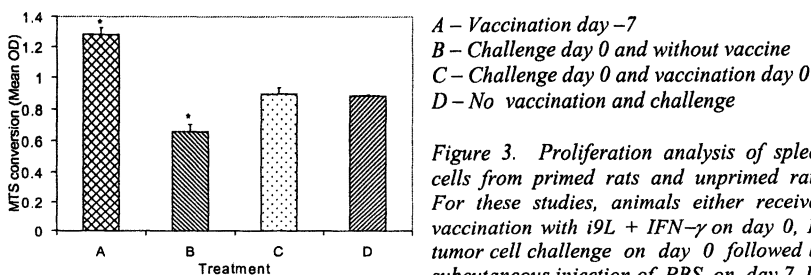 1.4
1.2
1
0.8
0.6
0.4
0.2
0
MTS conversion (Mean OD)
*
*
A B C D
Treatment
A – Vaccination day –7
B – Challenge day 0 and without vaccine
C – Challenge day 0 and vaccination day 0
D – No vaccination and challenge
Figure 3. Proliferation analysis of splee
cells from primed rats and unprimed rat
For these studies, animals either receive
vaccination with i9L + IFN–γ on day 0,
tumor cell challenge on day 0 followed
subcutaneous injection of PBS on day 7